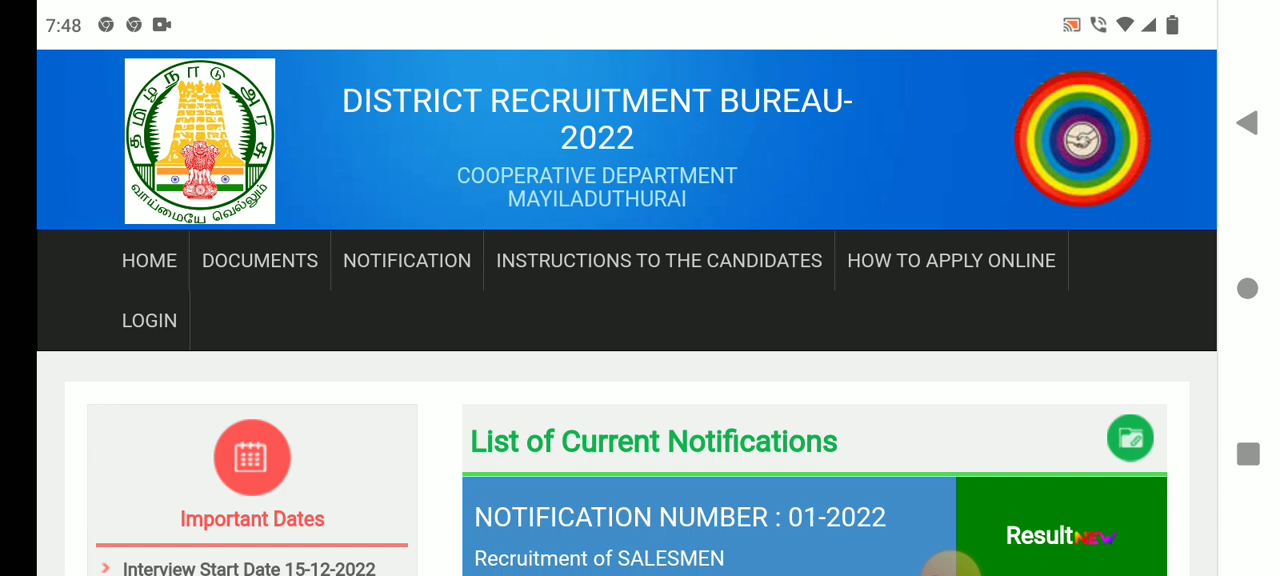 7:48
தமிழ்நாடு அரசு
வாய்மையே வெல்லும்
DISTRICT RECRUITMENT BUREAU-
2022
COOPERATIVE DEPARTMENT
MAYILADUTHURAI
HOME
DOCUMENTS
NOTIFICATION
INSTRUCTIONS TO THE CANDIDATES
HOW TO APPLY ONLINE
LOGIN
Important Dates
Interview Start Date 15-12-2022
List of Current Notifications
NOTIFICATION NUMBER : 01-2022
Recruitment of SALESMEN
Result NEW